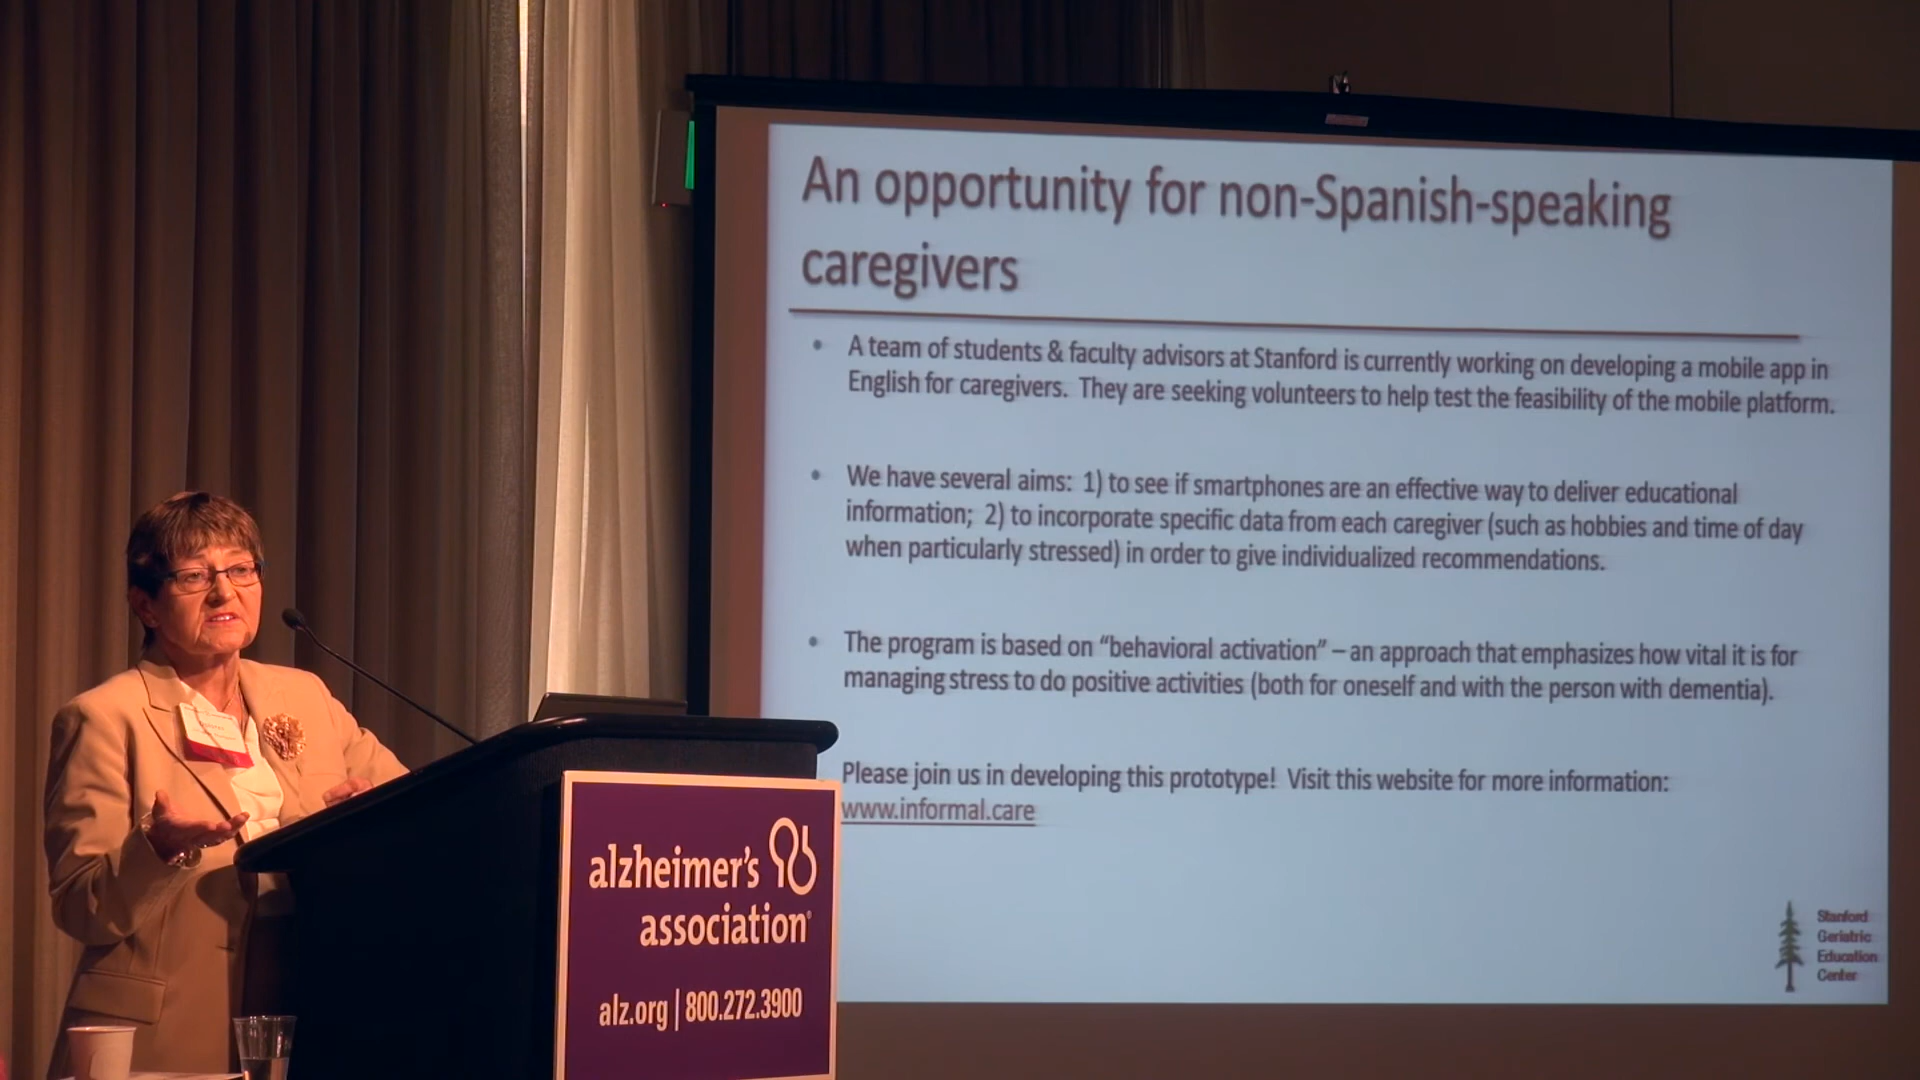 An opportunity for non-Spanish-speaking
caregivers
• A team of students & faculty advisors at Stanford is currently working on developing a mobile app in
English for caregivers. They are seeking volunteers to help test the feasibility of the mobile platform.
• We have several aims: 1) to see if smartphones are an effective way to deliver educational
information; 2) to incorporate specific data from each caregiver (such as hobbies and time of day
when particularly stressed) in order to give individualized recommendations.
• The program is based on “behavioral activation” – an approach that emphasizes how vital it is for
managing stress to do positive activities (both for oneself and with the person with dementia).
Please join us in developing this prototype! Visit this website for more information:
www.informal.care
Stanford
Geriatric
Education
Center
alzheimer's
association®
alz.org | 800.272.3900